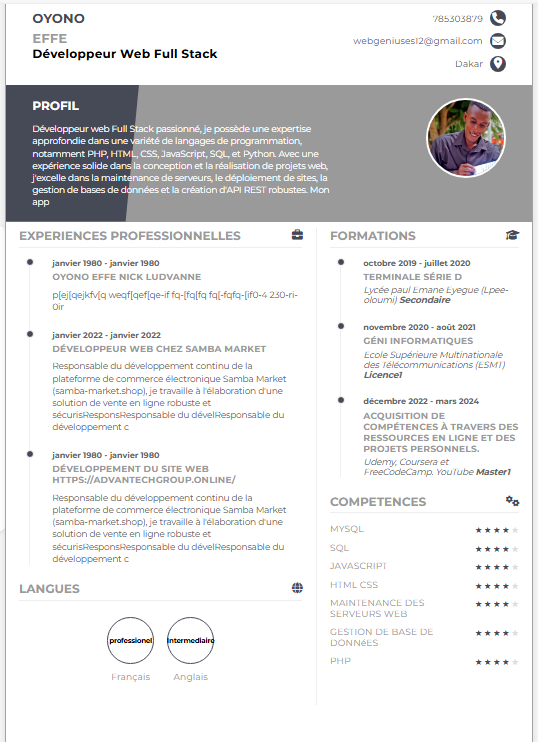 OYONO
EFFE
Développeur Web Full Stack
785303879
webgeniuses12@gmail.com
Dakar
PROFIL
Développeur web Full Stack passionné, je possède une expertise
approfondie dans une variété de langages de programmation,
notamment PHP, HTML, CSS, JavaScript, SQL, et Python. Avec une
expérience solide dans la conception et la réalisation de projets web,
j'excelle dans la maintenance de serveurs, le déploiement de sites, la
gestion de bases de données et la création d'API REST robustes. Mon
app
EXPERIENCES PROFESSIONNELLES
janvier 1980 - janvier 1980
OYONO EFFE NICK LUDVANNE
p[ej[qejkfv[q weqf[qef[qe-if fq-[fq[fq fq[-fqfq-[if0-4 230-ri-
0ir
janvier 2022 - janvier 2022
DÉVELOPPEUR WEB CHEZ SAMBA MARKET
Responsable du développement continu de la
plateforme de commerce électronique Samba Market
(samba-market.shop), je travaille à l'élaboration d'une
solution de vente en ligne robuste et
sécurisResponsResponsable du dévelResponsable du
développement c
janvier 1980 - janvier 1980
DÉVELOPPEMENT DU SITE WEB
HTTPS://ADVANTECHGROUP.ONLINE/
Responsable du développement continu de la
plateforme de commerce électronique Samba Market
(samba-market.shop), je travaille à l'élaboration d'une
solution de vente en ligne robuste et
sécurisResponsResponsable du dévelResponsable du
développement c
LANGUES
professionel
Intermediaire
Français
Anglais
FORMATIONS
octobre 2019 - juillet 2020
TERMINALE SÉRIE D
Lycée paul Emane Eyegue (Lpee-
oloumi) Secondaire
novembre 2020 - août 2021
GÉNI INFORMATIQUES
Ecole Supérieure Multinationale
des Télécommunications (ESMT)
Licence1
décembre 2022 - mars 2024
ACQUISITION DE
COMPÉTENCES À TRAVERS DES
RESSOURCES EN LIGNE ET DES
PROJETS PERSONNELS.
Udemy, Coursera et
FreeCodeCamp. YouTube Master1
COMPETENCES
MYSQL
SQL
JAVASCRIPT
HTML CSS
MAINTENANCE DES
SERVEURS WEB
GESTION DE BASE DE
DONNéES
PHP